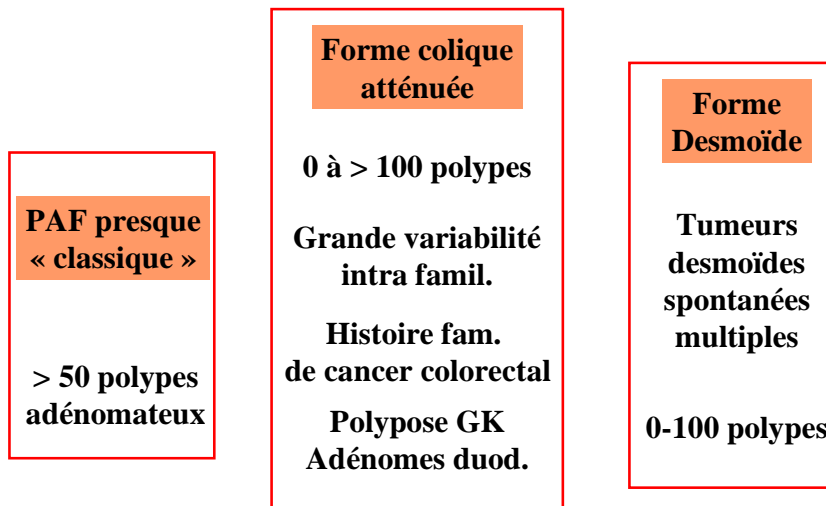 PAF presque
« classique »
> 50 polypes
adénomateux
Forme colique
atténuée
0 à > 100 polypes
Grande variabilité
intra famil.
Histoire fam.
de cancer colorectal
Polypose GK
Adénomes duod.
Forme
Desmoïde
Tumeurs
desmoïdes
spontanées
multiples
0-100 polypes